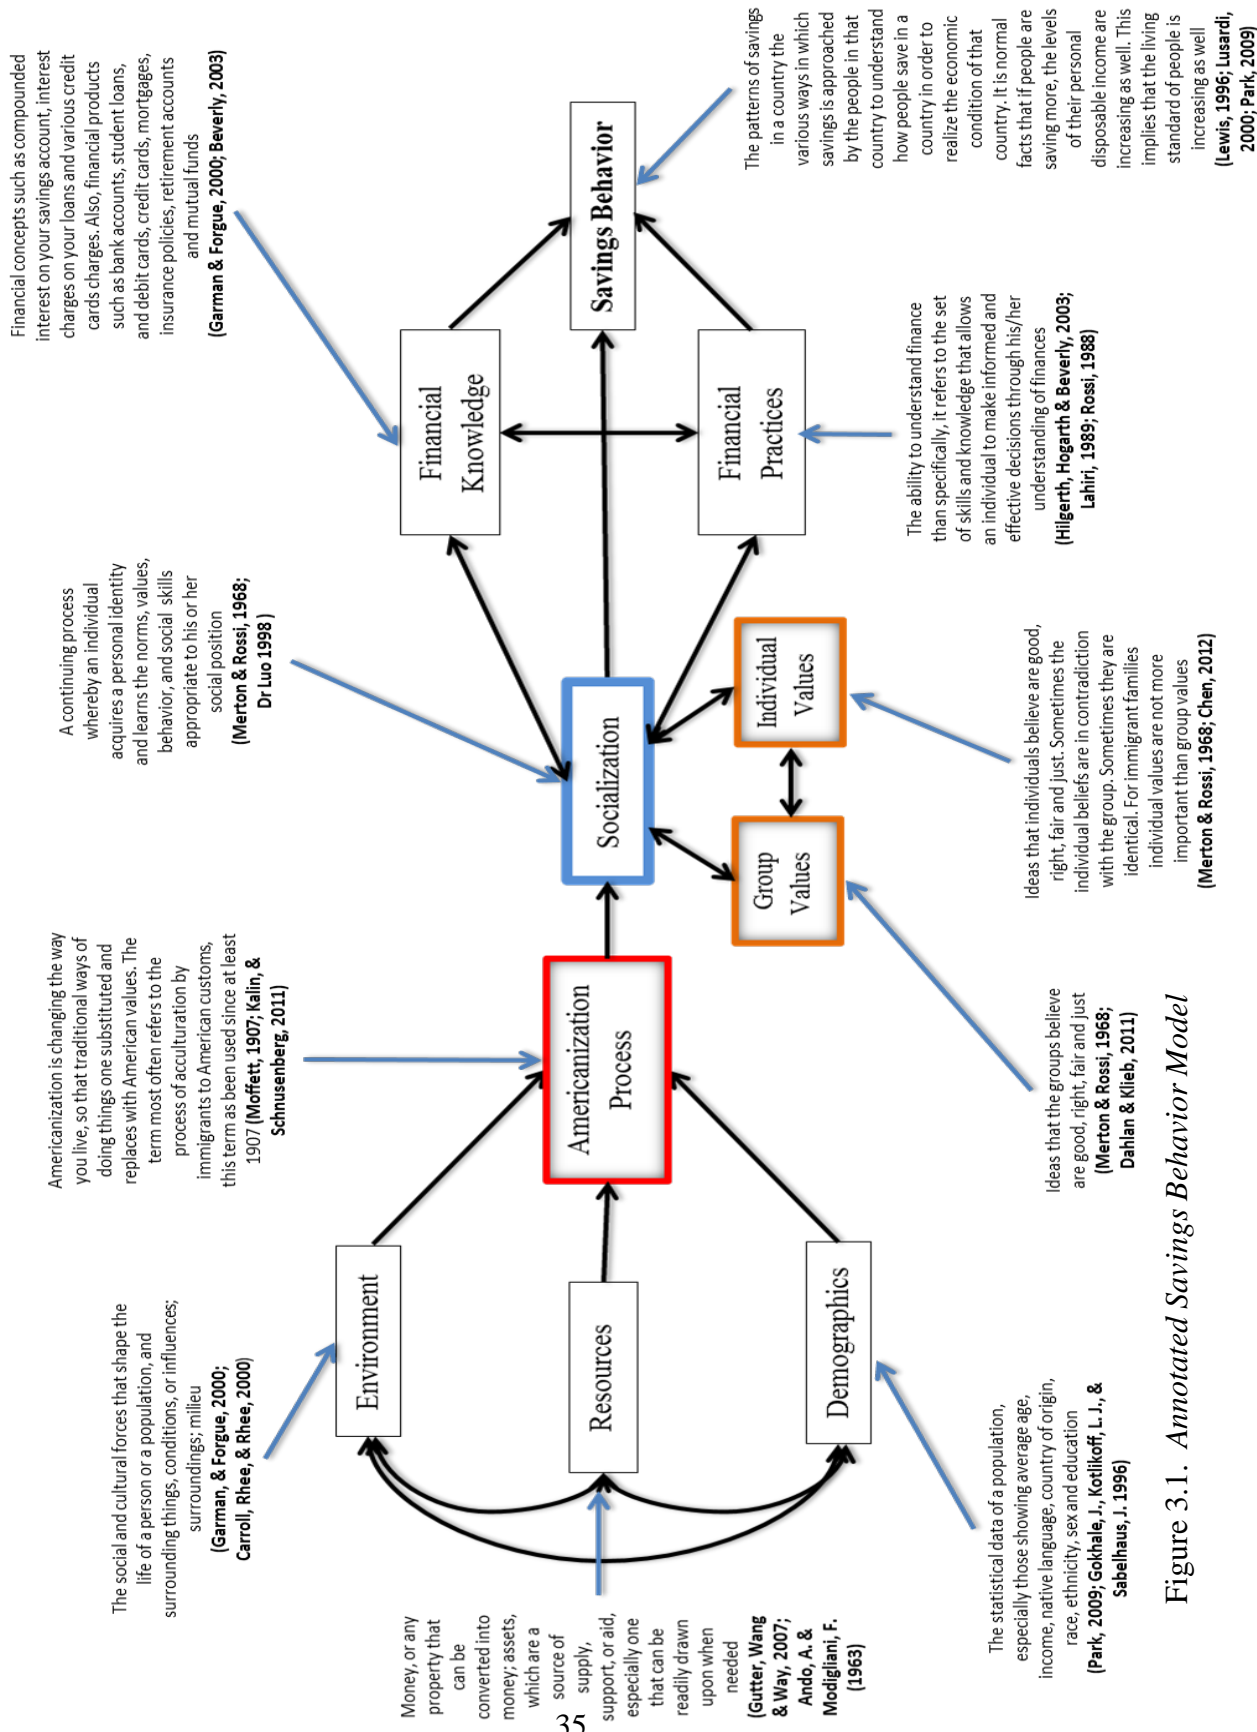 Financial concepts such as compounded
interest on your savings account, interest
charges on your loans and various credit
cards charges. Also, financial products
such as bank accounts, student loans,
and debit cards, credit cards, mortgages,
insurance policies, retirement accounts
and mutual funds
(Garman & Forgue, 2000; Beverly, 2003)
A continuing process
whereby an individual
acquires a personal identity
and learns the norms, values,
behavior, and social skills
appropriate to his or her
social position
(Merton & Rossi, 1968;
Dr Luo 1998 )
Americanization is changing the way
you live, so that traditional ways of
doing things one substituted and
replaces with American values. The
term most often refers to the
process of acculturation by
immigrants to American customs,
this term as been used since at least
1907 (Moffett, 1907; Kalin, &
Schnusenberg, 2011)
The social and cultural forces that shape the
life of a person or a population, and
surrounding things, conditions, or influences;
surroundings; milieu
(Garman, & Forgue, 2000;
Carroll, Rhee, & Rhee, 2000)
Money, or any
property that
can be
converted into
money; assets,
which are a
source of
supply,
support, or aid,
especially one
that can be
readily drawn
upon when
needed
(Gutter, Wang
& Way, 2007;
Ando, A. &
Modigliani, F.
(1963)
Environment
Resources
Demographics
Americanization
Process
Socialization
Group
Values
Individual
Values
Financial
Knowledge
Financial
Practices
Savings Behavior
The patterns of savings
in a country the
various ways in which
savings is approached
by the people in that
country to understand
how people save in a
country in order to
realize the economic
condition of that
country. It is normal
facts that if people are
saving more, the levels
of their personal
disposable income are
increasing as well. This
implies that the living
standard of people is
increasing as well
(Lewis, 1996; Lusardi,
2000; Park, 2009)
The ability to understand finance
than specifically, it refers to the set
of skills and knowledge that allows
an individual to make informed and
effective decisions through his/her
understanding of finances
(Hilgerth, Hogarth & Beverly, 2003;
Lahiri, 1989; Rossi, 1988
Ideas that individuals believe are good,
right, fair and just. Sometimes the
individual beliefs are in contradiction
with the group. Sometimes they are
identical. For immigrant families
individual values are not more
important than group values
(Merton & Rossi, 1968; Chen, 2012)
Ideas that the groups believe
are good, right, fair and just
(Merton & Rossi, 1968;
Dahlan & Klieb, 2011)
The statistical data of a population,
especially those showing average age,
income, native language, country of origin,
race, ethnicity, sex and education
(Park, 2009; Gokhale, J., Kotlikoff, L. J., &
Sabelhaus, J. 1996)
Figure 3.1. Annotated Savings Behavior Model
35